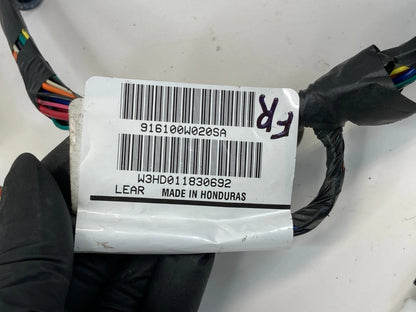 916100W020SA
FR
W3HD011830692
LEAR MADE IN HONDURAS